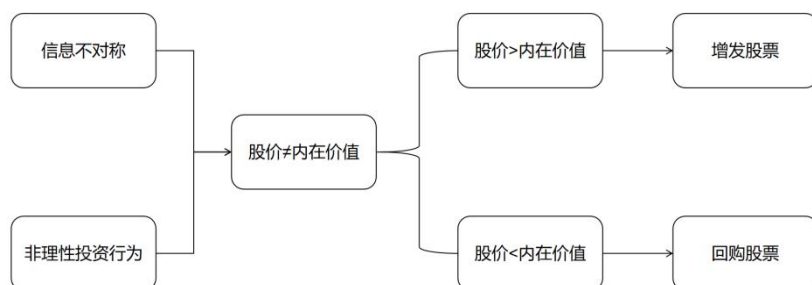 信息不对称
非理性投资行为
股价≠内在价值
股价>内在价值
增发股票
股价<内在价值
回购股票